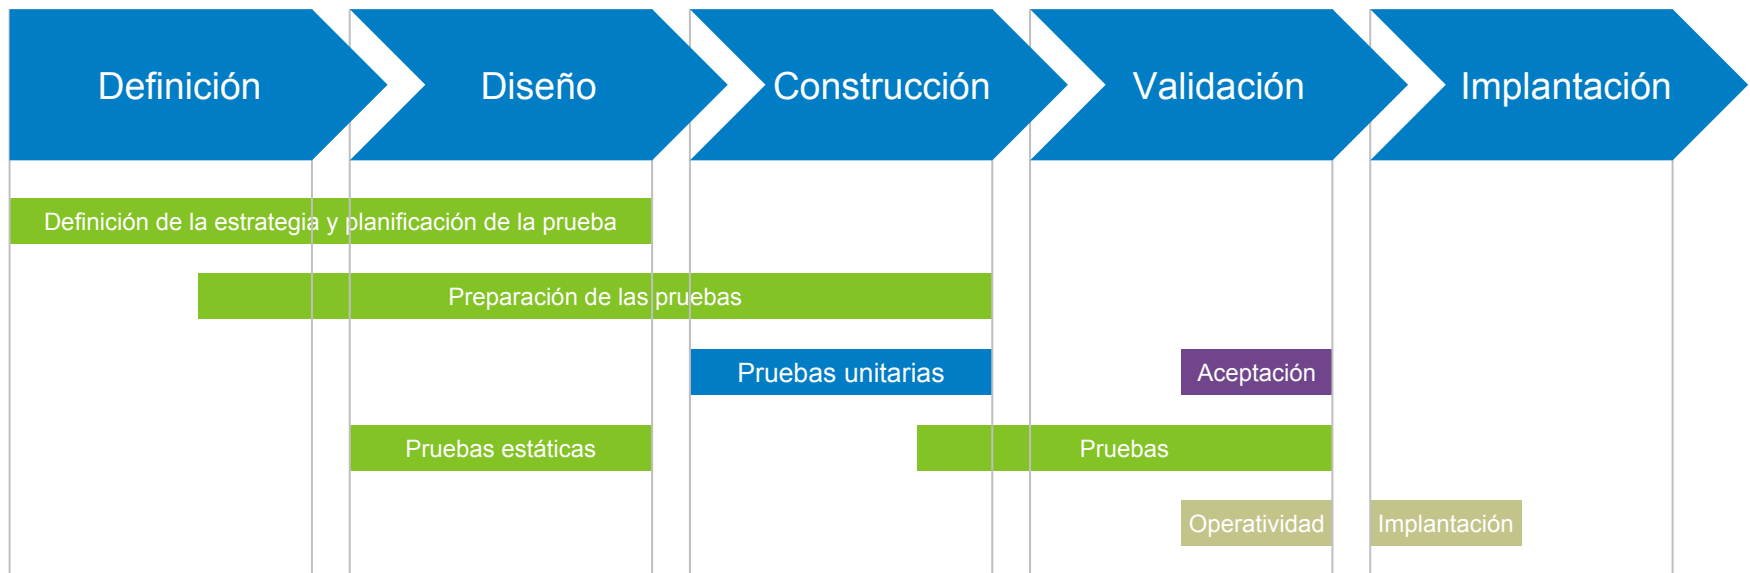 Definición
Diseño
Construcción
Validación
Implantación
Definición de la estrategia y planificación de la prueba
Preparación de las pruebas
Pruebas unitarias
Aceptación
Pruebas estáticas
Pruebas
Operatividad
Implantación